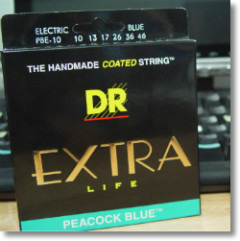 ELECTRIC BLUE
PBE-10 10 13 17 26 36 46
THE HANDMADE COATED STRING™
DR
EXTRA
LIFE
PEACOCK BLUE™